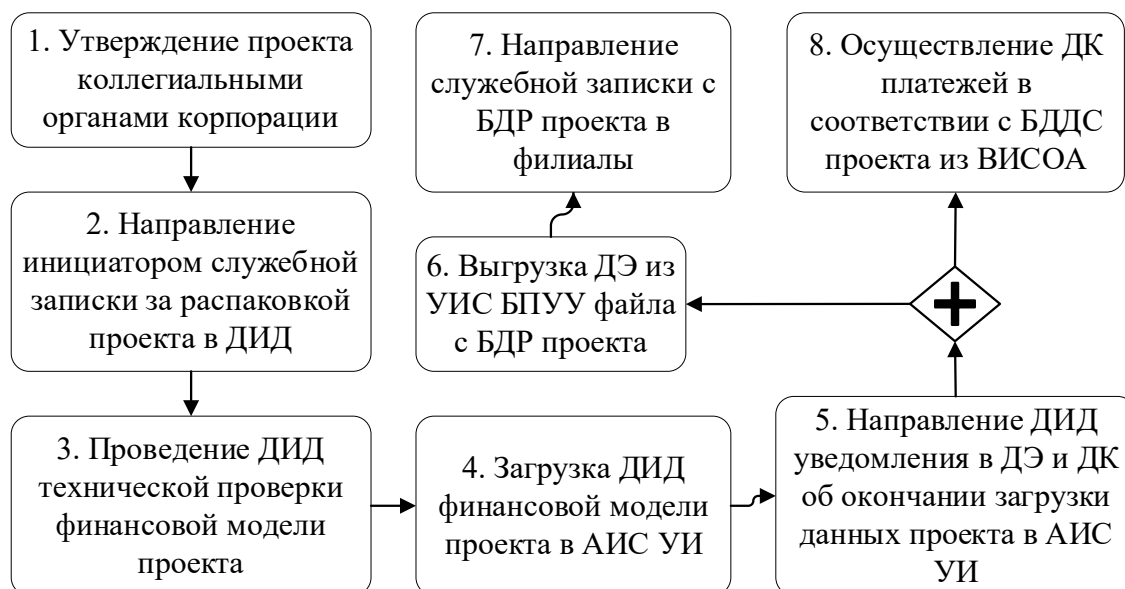 1. Утверждение проекта
коллегиальными
органами корпорации
2. Направление
инициатором служебной
записки за распаковкой
проекта в ДИД
3. Проведение ДИД
технической проверки
финансовой модели
проекта
4. Загрузка ДИД
финансовой модели
проекта в АИС УИ
5. Направление ДИД
уведомления в ДЭ и ДК
об окончании загрузки
данных проекта в АИС
УИ
6. Выгрузка ДЭ из
УИС БПУУ файла
с БДР проекта
7. Направление
служебной записки с
БДР проекта в
филиалы
8. Осуществление ДК
платежей в
соответствии с БДДС
проекта из ВИСОА